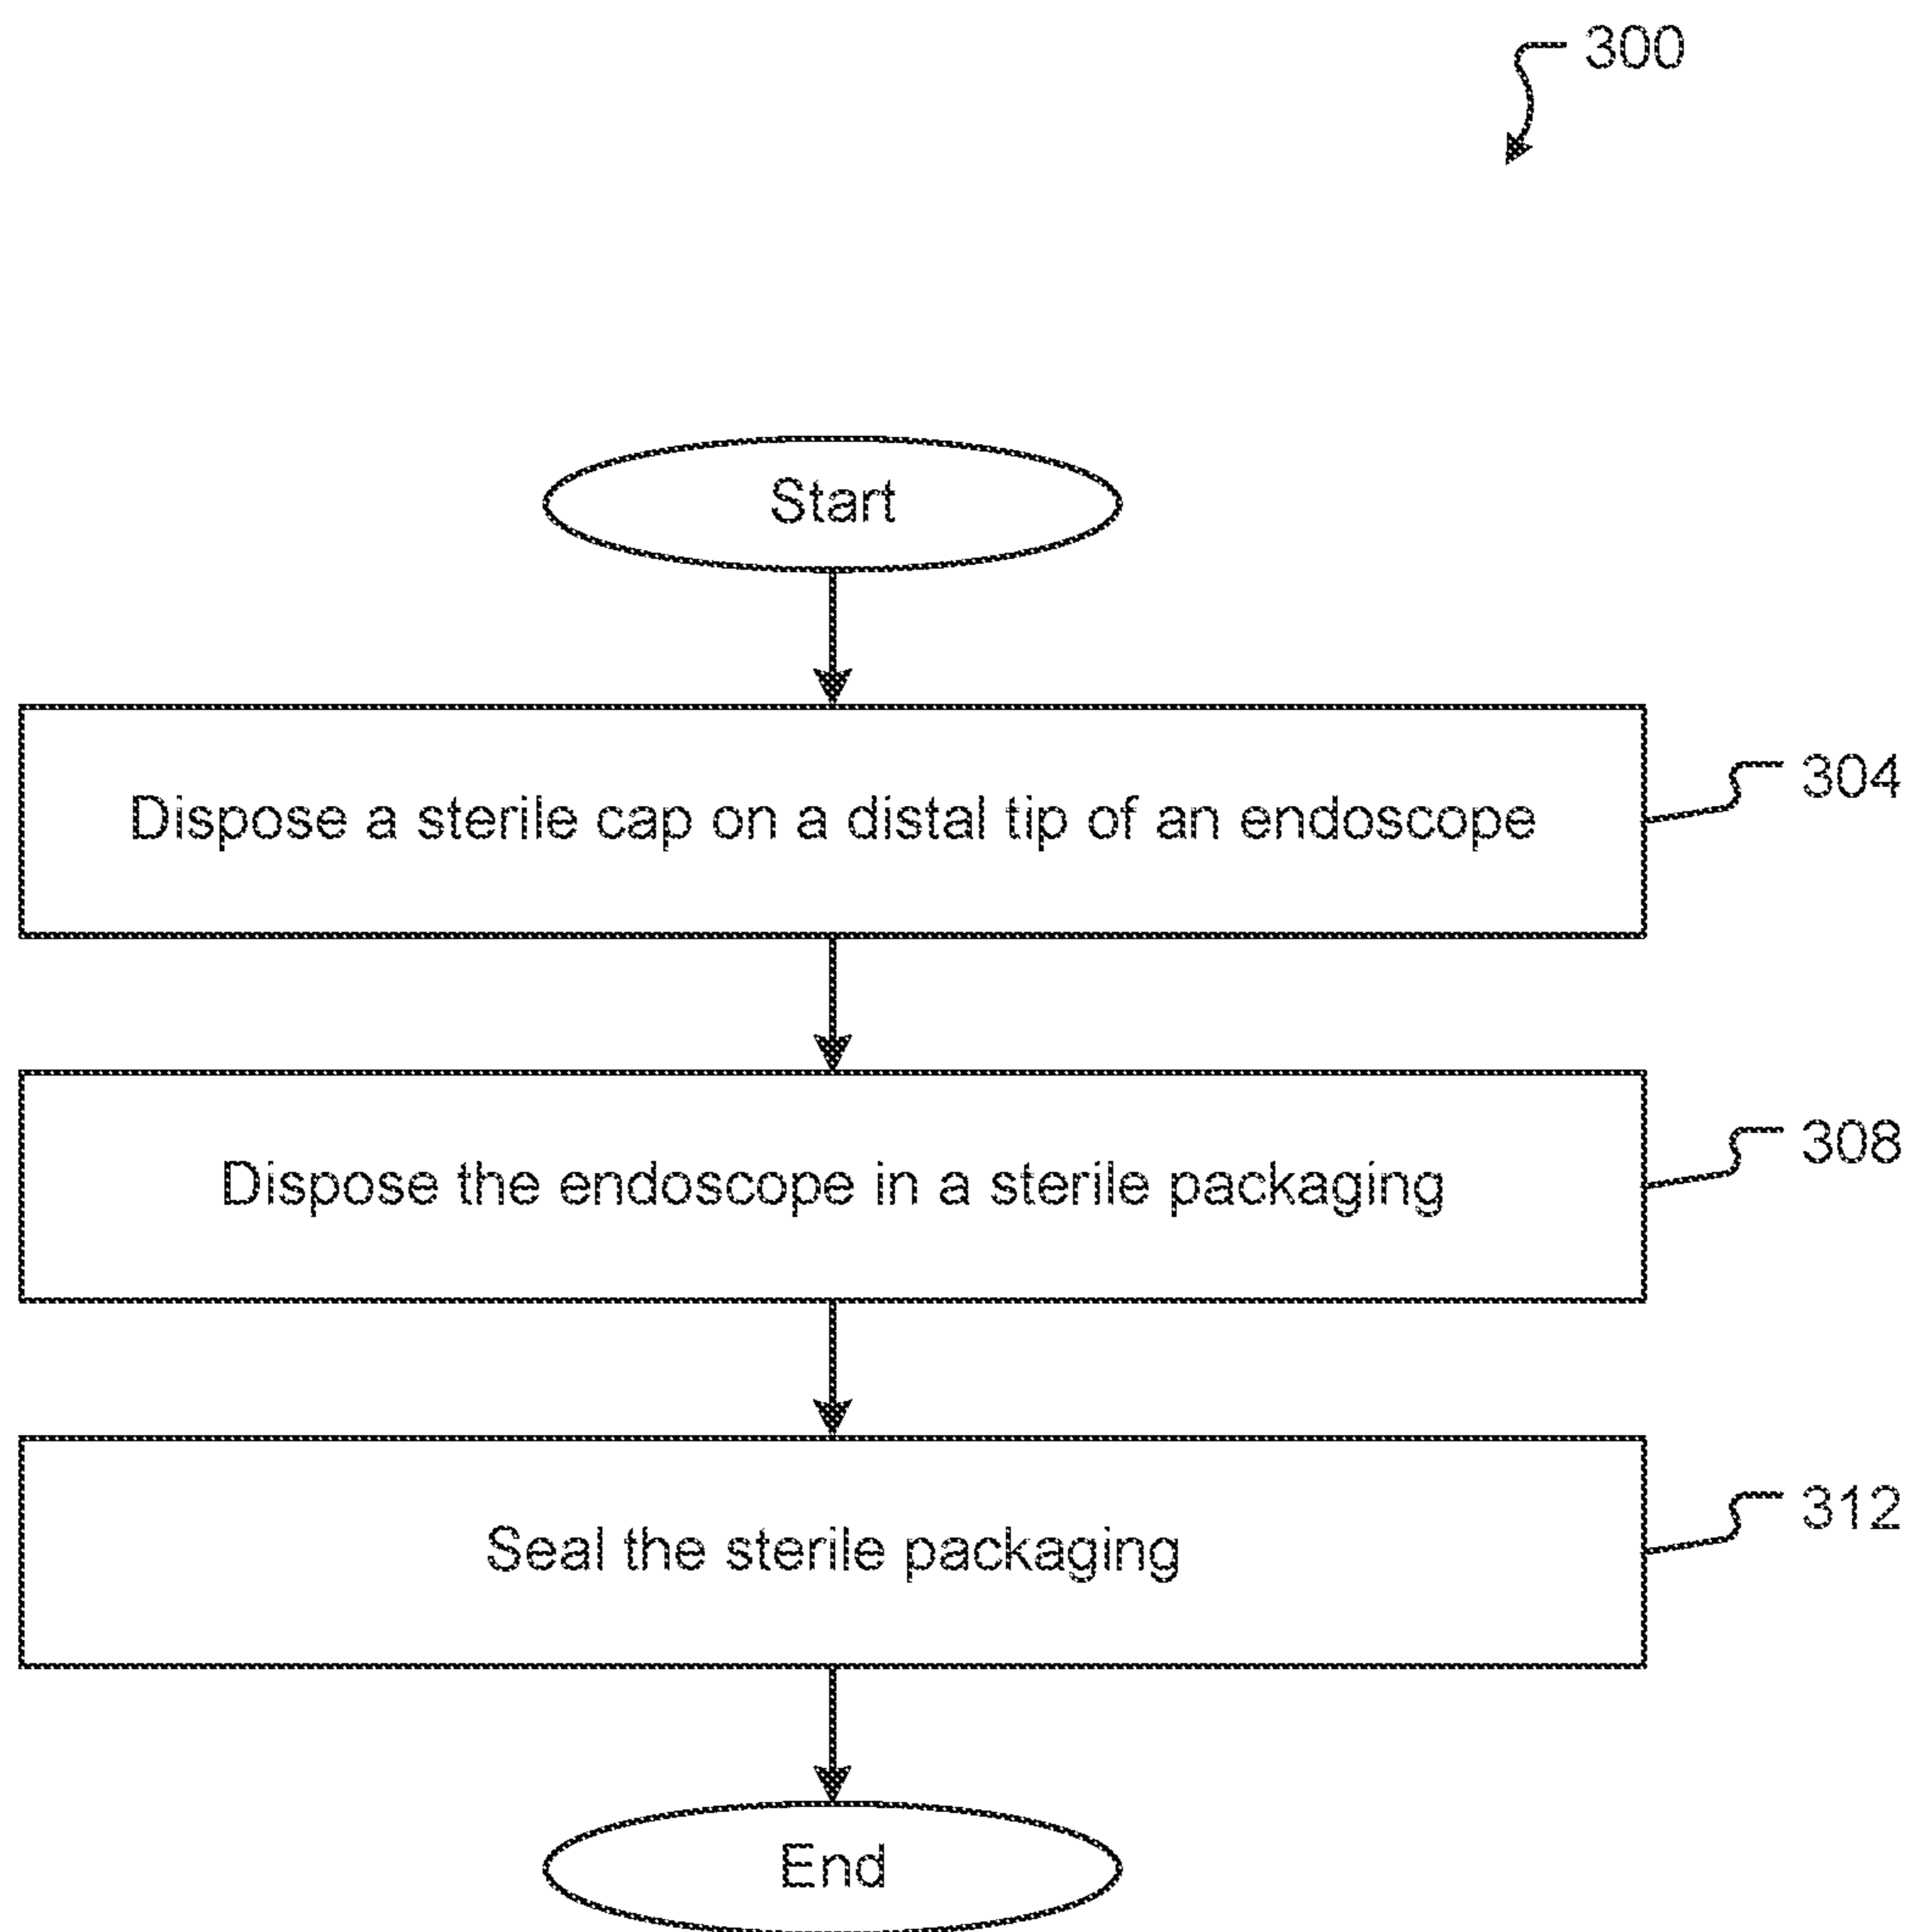 300
Start
Dispose a sterile cap on a distal tip of an endoscope
304
Dispose the endoscope in a sterile packaging
308
Seal the sterile packaging
312
End